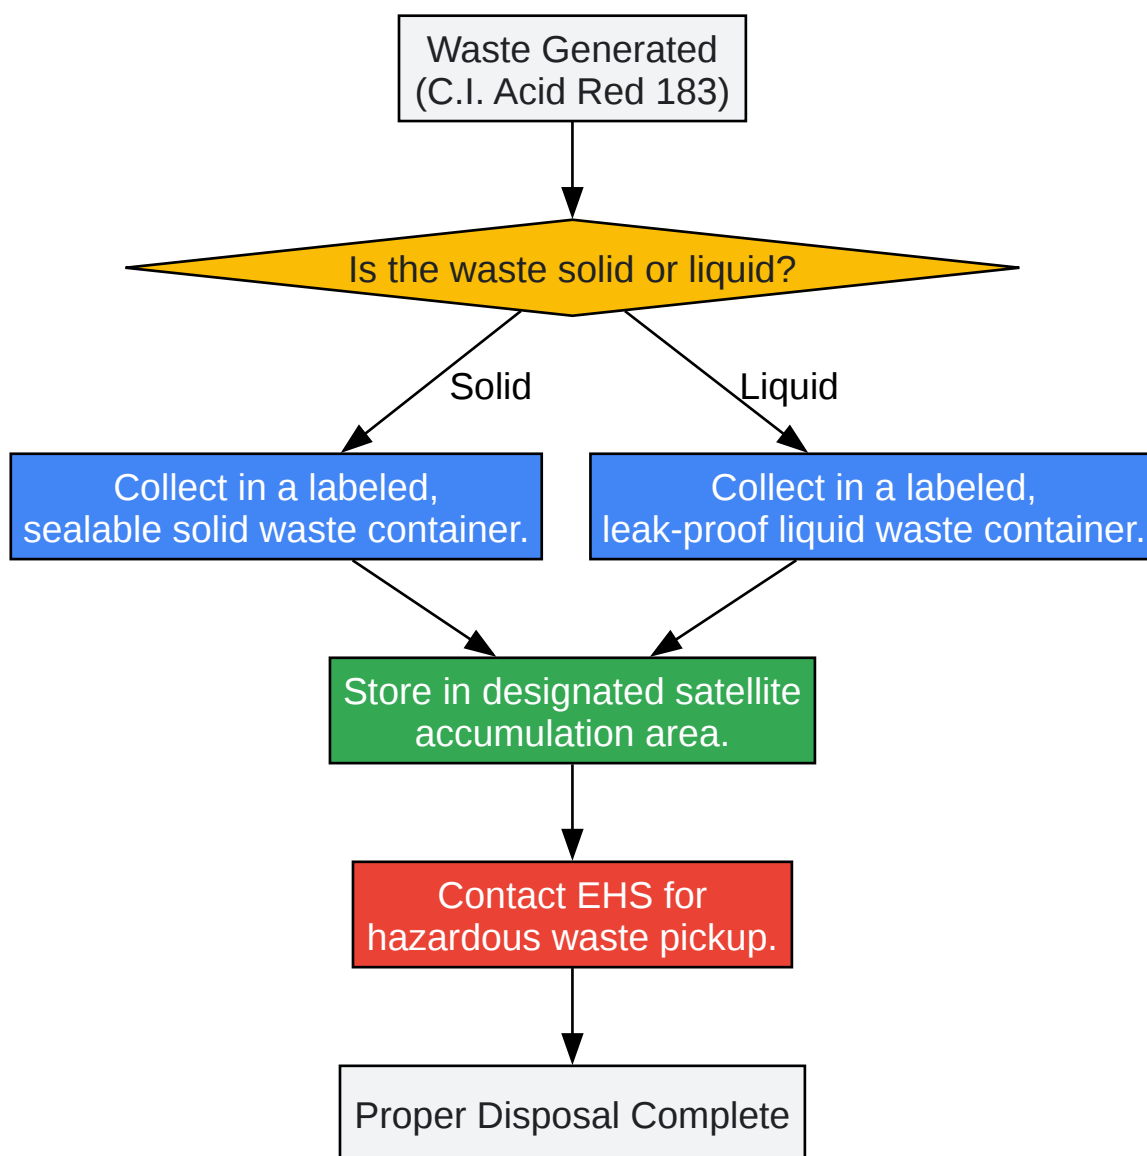 Waste Generated
(C.I. Acid Red 183)
Is the waste solid or liquid?
Solid
Liquid
Collect in a labeled,
sealable solid waste container.
Collect in a labeled,
leak-proof liquid waste container.
Store in designated satellite
accumulation area.
Contact EHS for
hazardous waste pickup.
Proper Disposal Complete